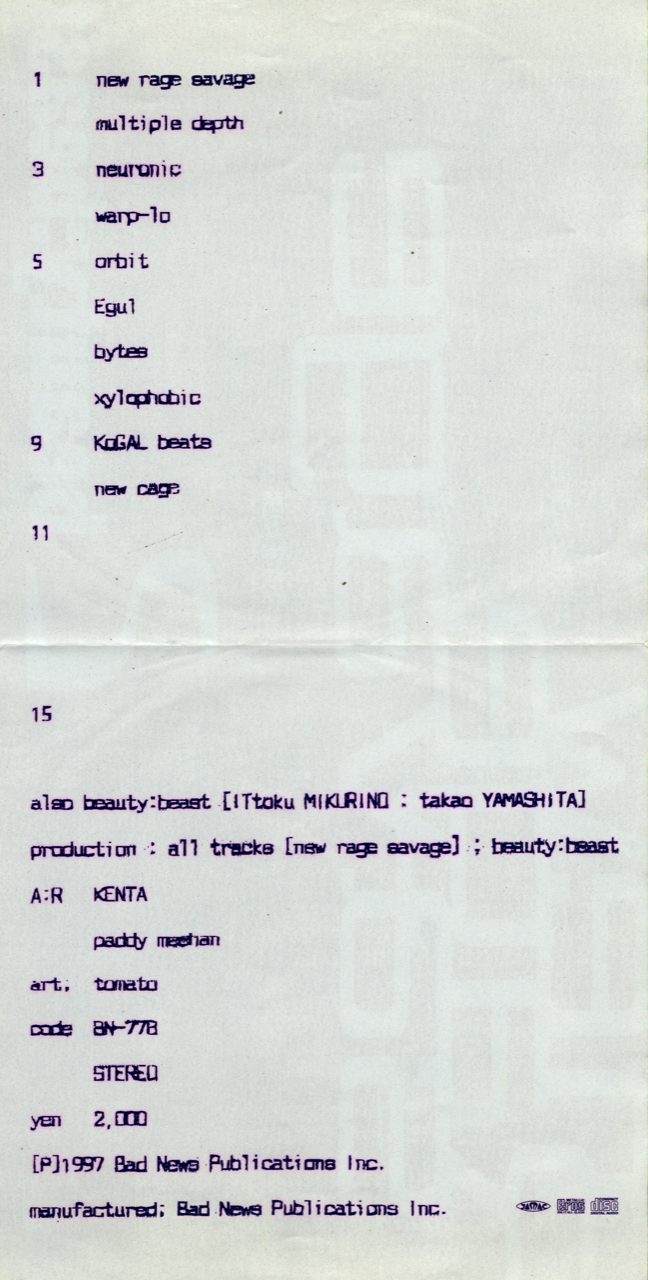 1 new rage savage
multiple depth
3 neuronic
warp-lo
5 orbit
Egul
bytes
xylophobic
9 KoGAL beats
new cage
11
15
also beauty:beast [ITtoku MIKURINO : takao YAMASHITA]
production : all tracks [new rage savage] ; beauty:beast
A:R KENTA
paddy meehan
art; tomato
code BN-77B
STEREO
yen 2,000
[P]1997 Bad News Publications Inc.
manufactured; Bad News Publications Inc.
disc